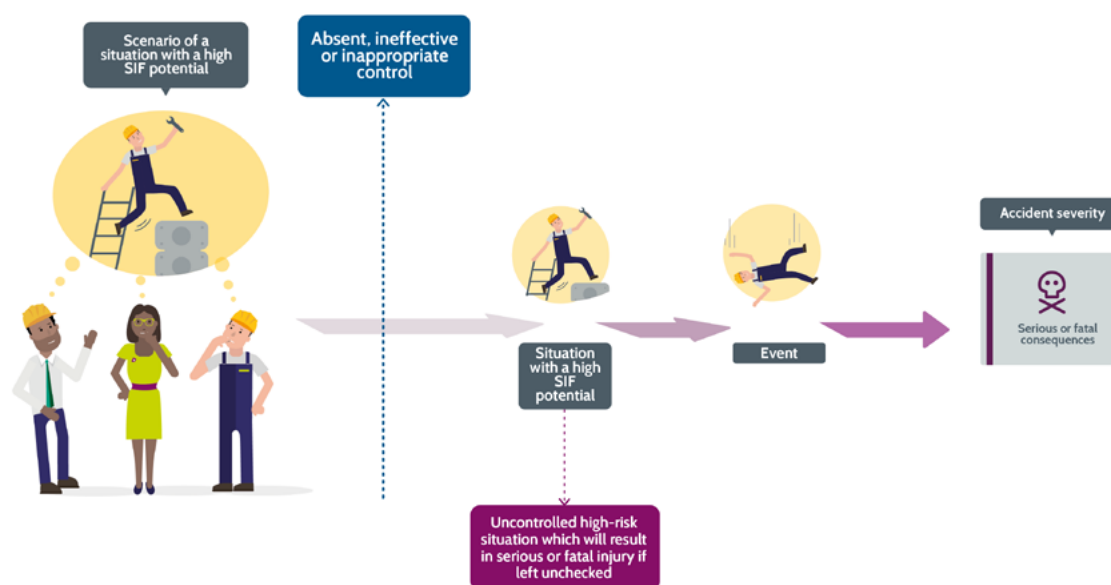 Scenario of a
situation with a high
SIF potential
Absent, ineffective
or inappropriate
control
Accident severity
Serious or fatal
consequences
Situation
with a high
SIF
potential
Event
Uncontrolled high-risk
situation which will result
in serious or fatal injury if
left unchecked